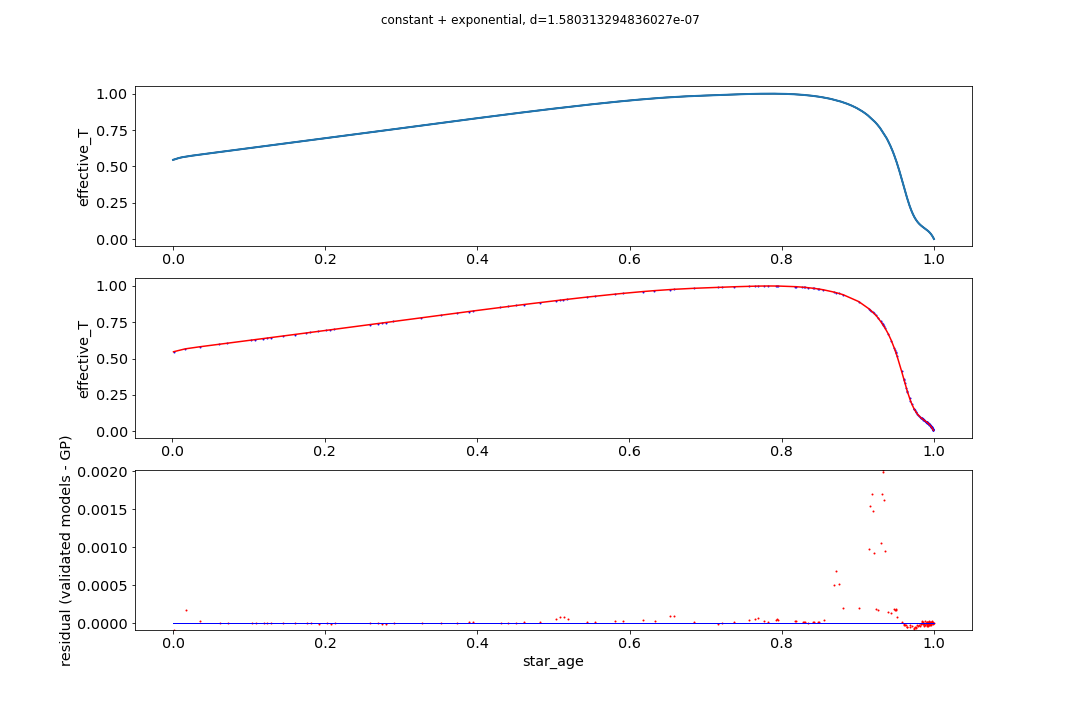 constant + exponential, d=1.580313294836027e-07
effective_T
1.00
0.75
0.50
0.25
0.00
0.0 0.2 0.4 0.6 0.8 1.0
effective_T
1.00
0.75
0.50
0.25
0.00
0.0 0.2 0.4 0.6 0.8 1.0
residual (validated models - GP)
0.0020
0.0015
0.0010
0.0005
0.0000
0.0 0.2 0.4 0.6 0.8 1.0
star_age